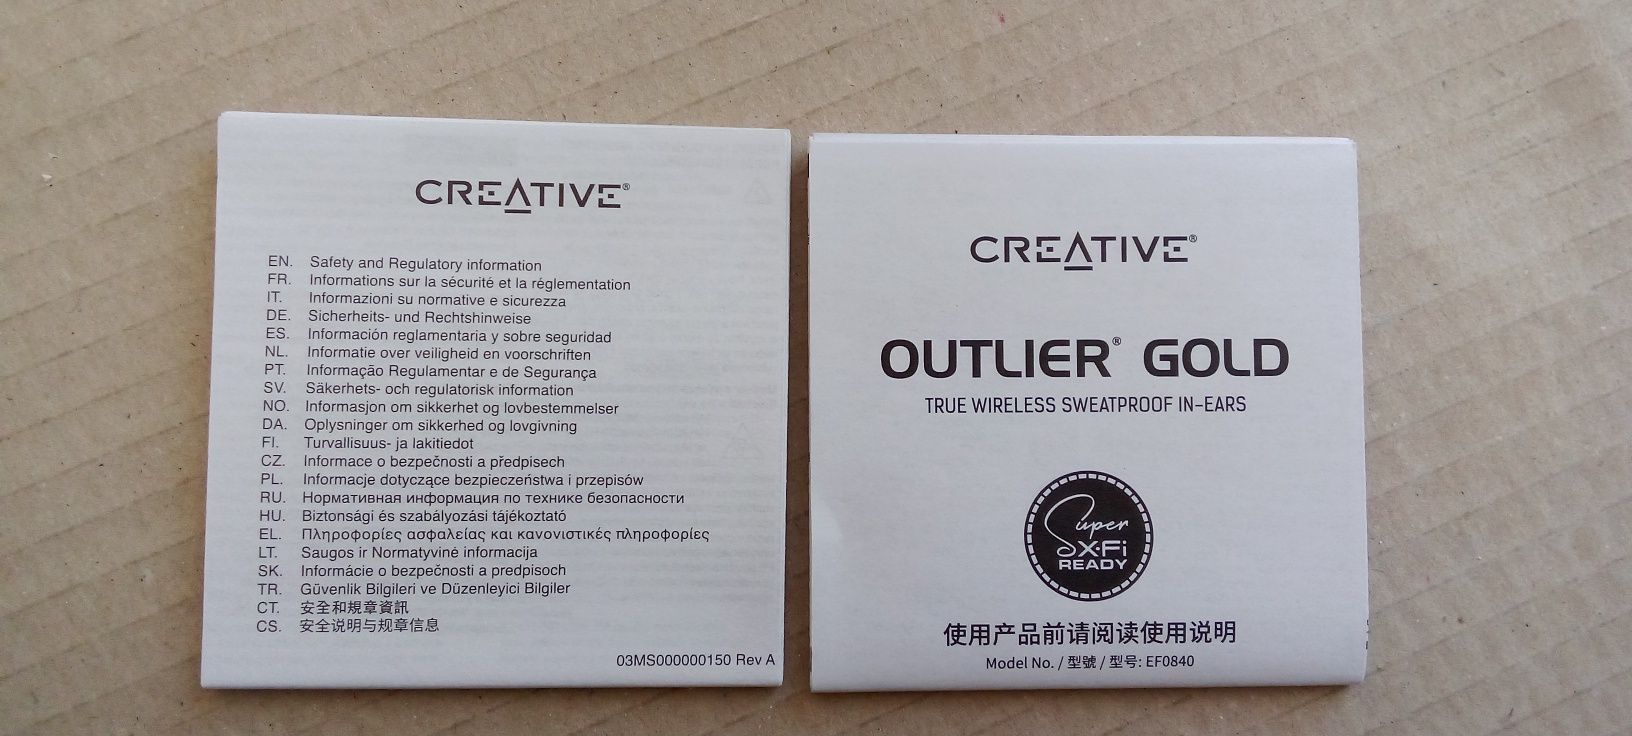 CREATIVE®
EN. Safety and Regulatory information
FR. Informations sur la sécurité et la réglementation
IT. Informazioni su normative e sicurezza
DE. Sicherheits- und Rechtshinweise
ES. Información reglamentaria y sobre seguridad
NL. Informatie over veiligheid en voorschriften
PT. Informação Regulamentar e de Segurança
SV. Säkerhets- och regulatorisk information
NO. Informasjon om sikkerhet og lovbestemmelser
DA. Oplysninger om sikkerhed og lovgivning
FI. Turvallisuus- ja lakitiedot
CZ. Informace o bezpečnosti a předpisech
PL. Informacje dotyczące bezpieczeństwa i przepisów
RU. Нормативная информация по технике безопасности
HU. Biztonsági és szabályozási tájékoztató
EL. Πληροφορίες ασφαλείας και κανονιστικές πληροφορίες
LT. Saugos ir Normatyvinė informacija
SK. Informácie o bezpečnosti a predpisoch
TR. Güvenlik Bilgileri ve Düzenleyici Bilgiler
CT. 安全和規章資訊
CS. 安全说明与规章信息
03MS000000150 Rev A
CREATIVE®
OUTLIER® GOLD
TRUE WIRELESS SWEATPROOF IN-EARS
Super
X-Fi
READY
使用产品前请阅读使用说明
Model No. / 型號 / 型号: EF0840